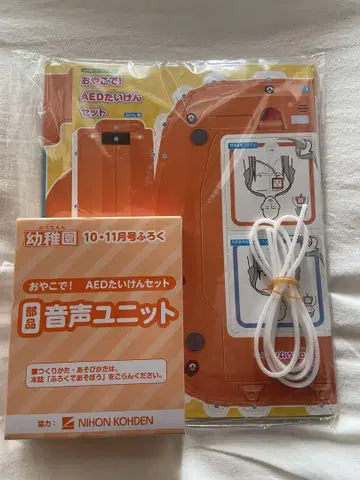 おやこで!
AEDたいけん
セット
ようちえん
幼稚園
10・11月号ふろく
おやこで! AEDたいけんセット
部品
音声ユニット
■つくりかた・あそびかたは、
本誌「ふろくであそぼう」をごらんください。
協力:
NIHON KOHDEN